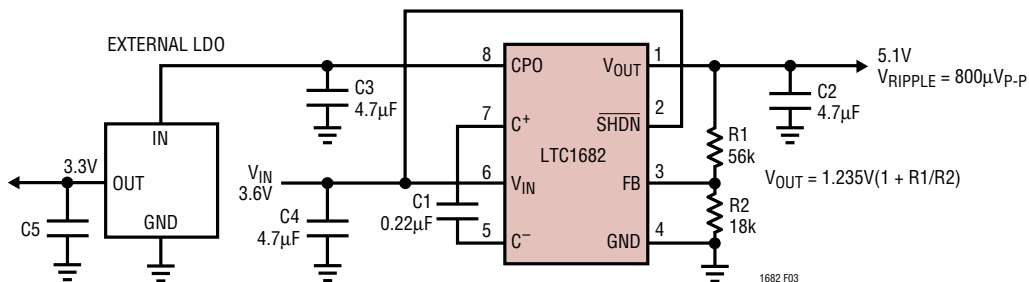 EXTERNAL LDO
IN
OUT
GND
3.3V
C5
C3
4.7µF
VIN
3.6V
C4
4.7µF
C1
0.22µF
8
7
6
5
CPO
C+
VIN
C−
LTC1682
VOUT
SHDN
FB
GND
1
2
3
4
R1
56k
R2
18k
C2
4.7µF
5.1V
VRIPPLE = 800µVP-P
VOUT = 1.235V(1 + R1/R2)
1682 F03